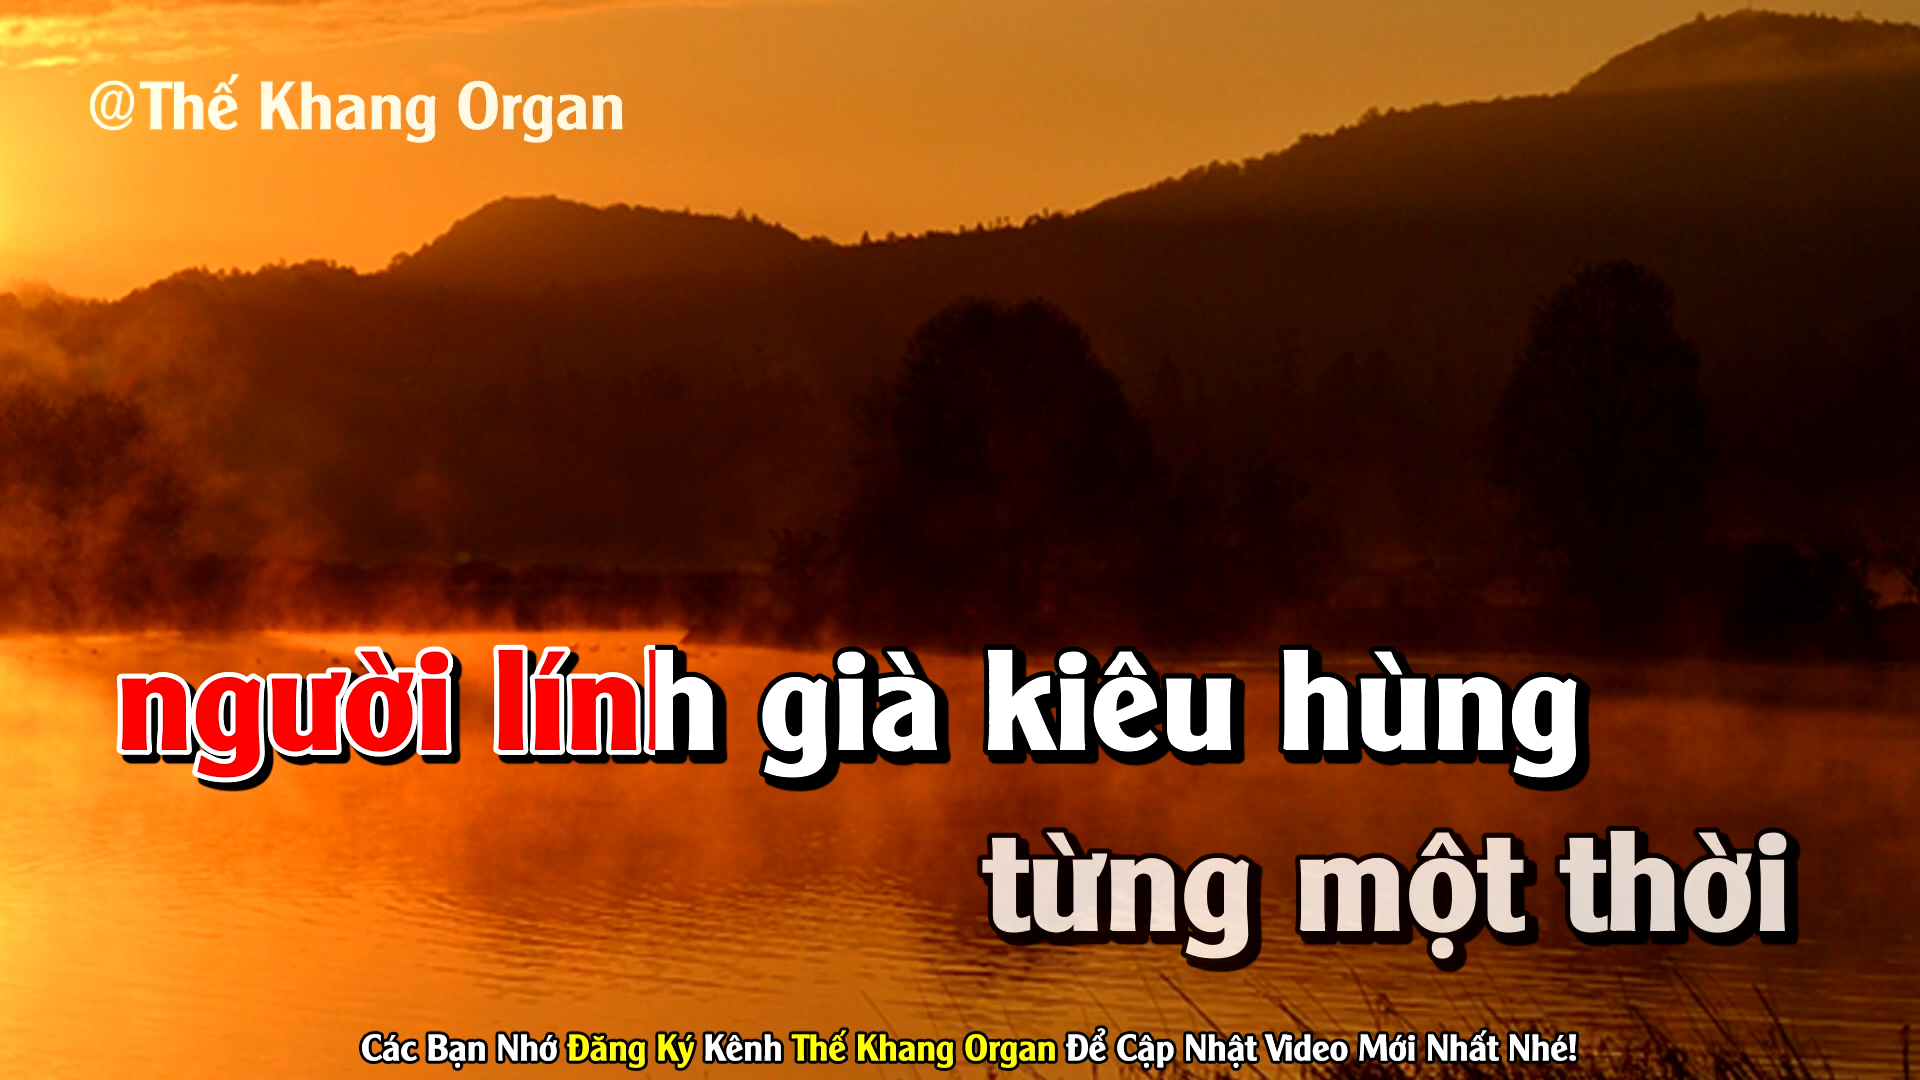 @Thế Khang Organ
người lính già kiêu hùng
từng một thời
Các Bạn Nhớ Đăng Ký Kênh Thế Khang Organ Để Cập Nhật Video Mới Nhất Nhé!